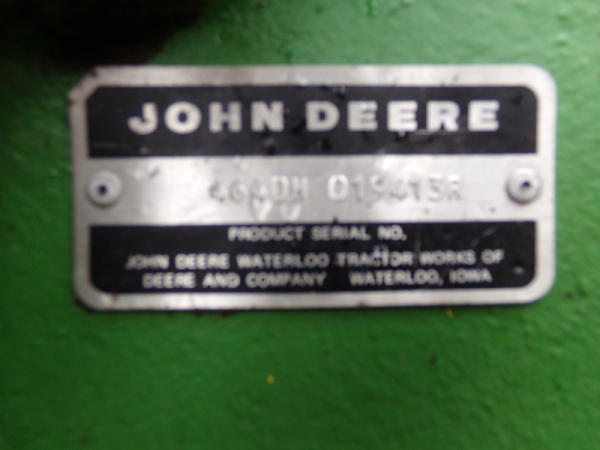 JOHN DEERE
PRODUCT SERIAL NO.
JOHN DEERE WATERLOO TRACTOR WORKS OF
DEERE AND COMPANY WATERLOO, IOWA